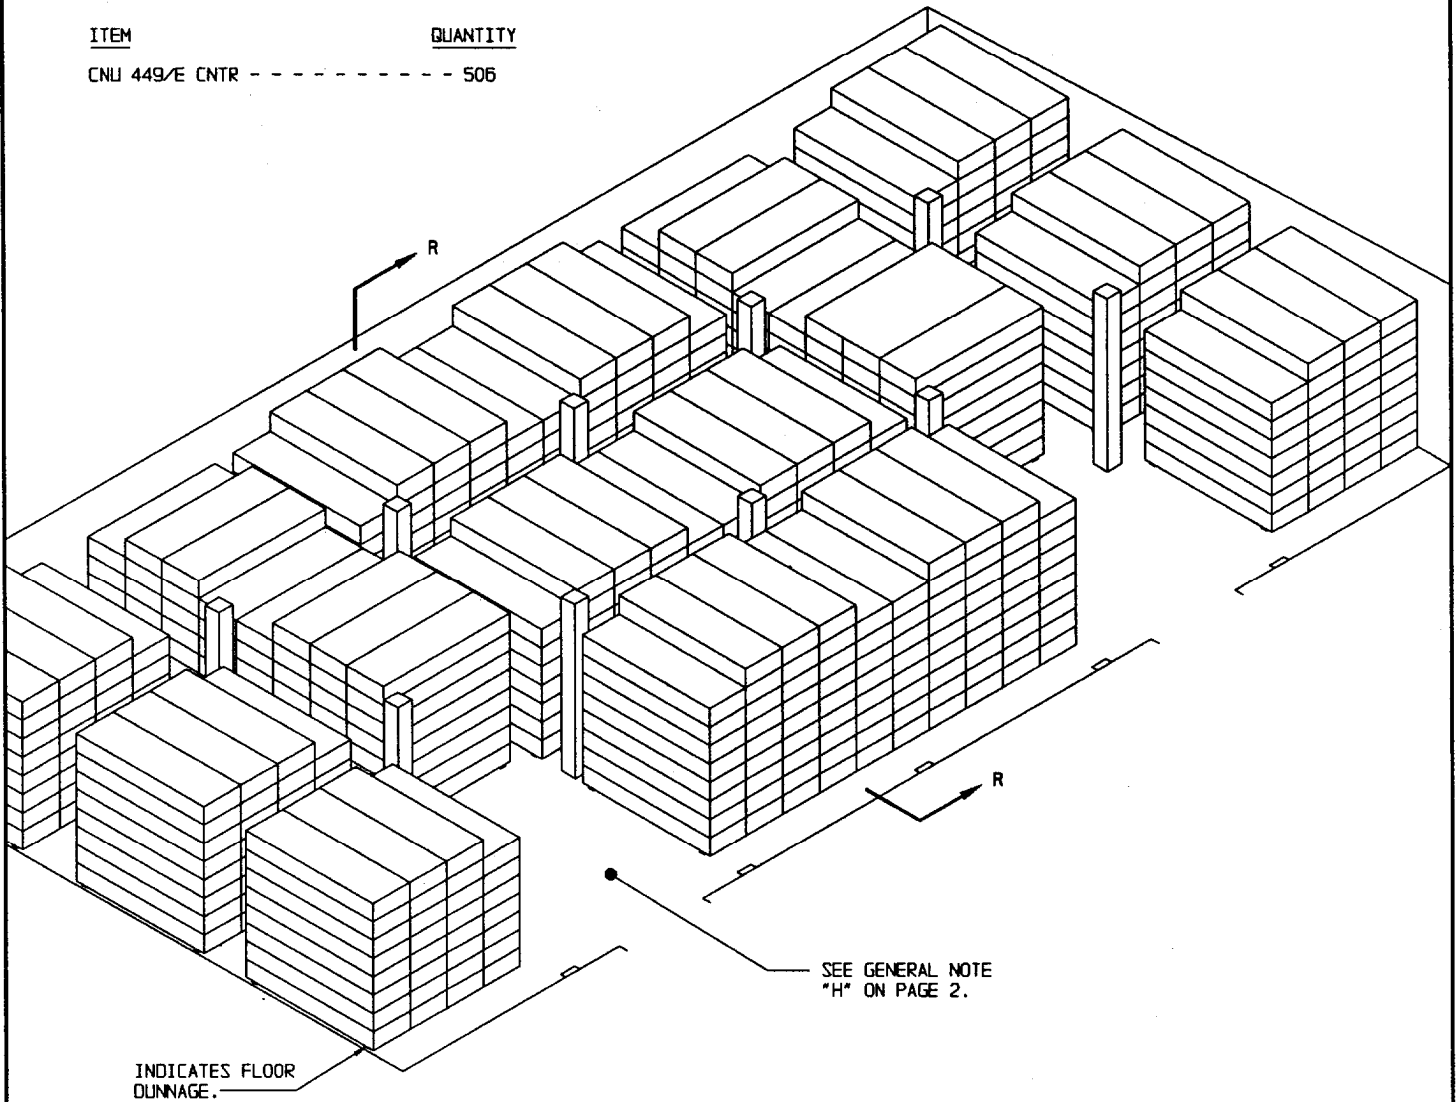 ITEM QUANTITY
CNU 449/E CNTR - - - - - - - - - - - 506
R
R
SEE GENERAL NOTE
"H" ON PAGE 2.
INDICATES FLOOR
DUNNAGE.